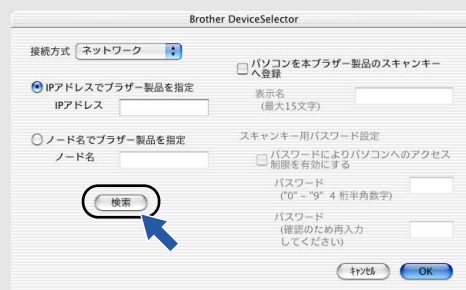 Brother DeviceSelector
接続方式 ネットワーク
IPアドレスでブラザー製品を指定
IPアドレス
ノード名でブラザー製品を指定
ノード名
検索
パソコンを本ブラザー製品のスキャンキー
へ登録
表示名
(最大15文字)
スキャンキー用パスワード設定
パスワードによりパソコンへのアクセス
制限を有効にする
パスワード
("0" – "9" 4 桁半角数字)
パスワード
(確認のため再入力
してください)
キャンセル OK